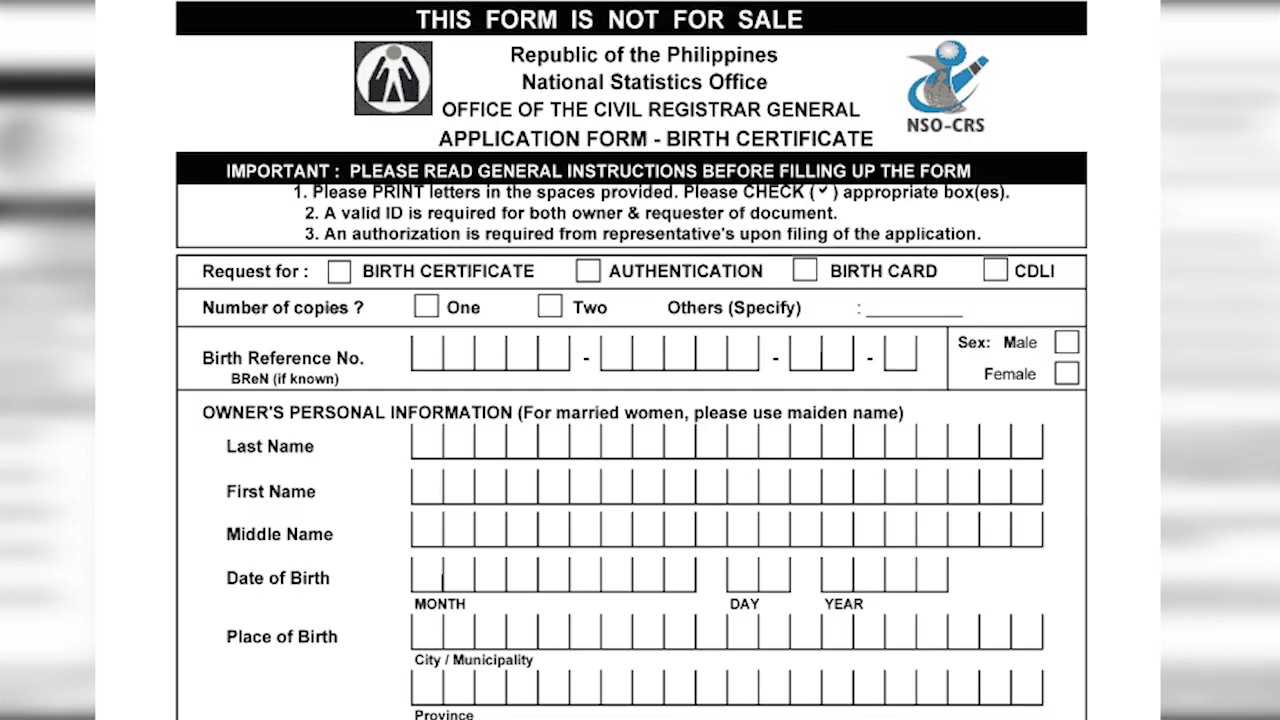 THIS FORM IS NOT FOR SALE
Republic of the Philippines
National Statistics Office
OFFICE OF THE CIVIL REGISTRAR GENERAL
APPLICATION FORM - BIRTH CERTIFICATE
NSO-CRS
IMPORTANT : PLEASE READ GENERAL INSTRUCTIONS BEFORE FILLING UP THE FORM
1. Please PRINT letters in the spaces provided. Please CHECK (✓) appropriate box(es).
2. A valid ID is required for both owner & requester of document.
3. An authorization is required from representative's upon filing of the application.
Request for : BIRTH CERTIFICATE AUTHENTICATION BIRTH CARD CDLI
Number of copies ? One Two Others (Specify) : __________
Birth Reference No. - - - Sex: Male
BReN (if known) Female
OWNER'S PERSONAL INFORMATION (For married women, please use maiden name)
Last Name
First Name
Middle Name
Date of Birth
MONTH DAY YEAR
Place of Birth
City / Municipality
Province